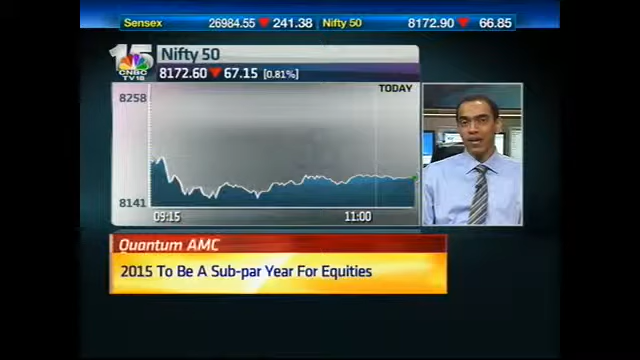 Sensex 26984.55 ▼ 241.38 Nifty 50 8172.90 ▼ 66.85
15
CNBC
TV18
Nifty 50
8172.60 ▼ 67.15 [0.81%]
TODAY
8258
8141
09:15 11:00
Quantum AMC
2015 To Be A Sub-par Year For Equities